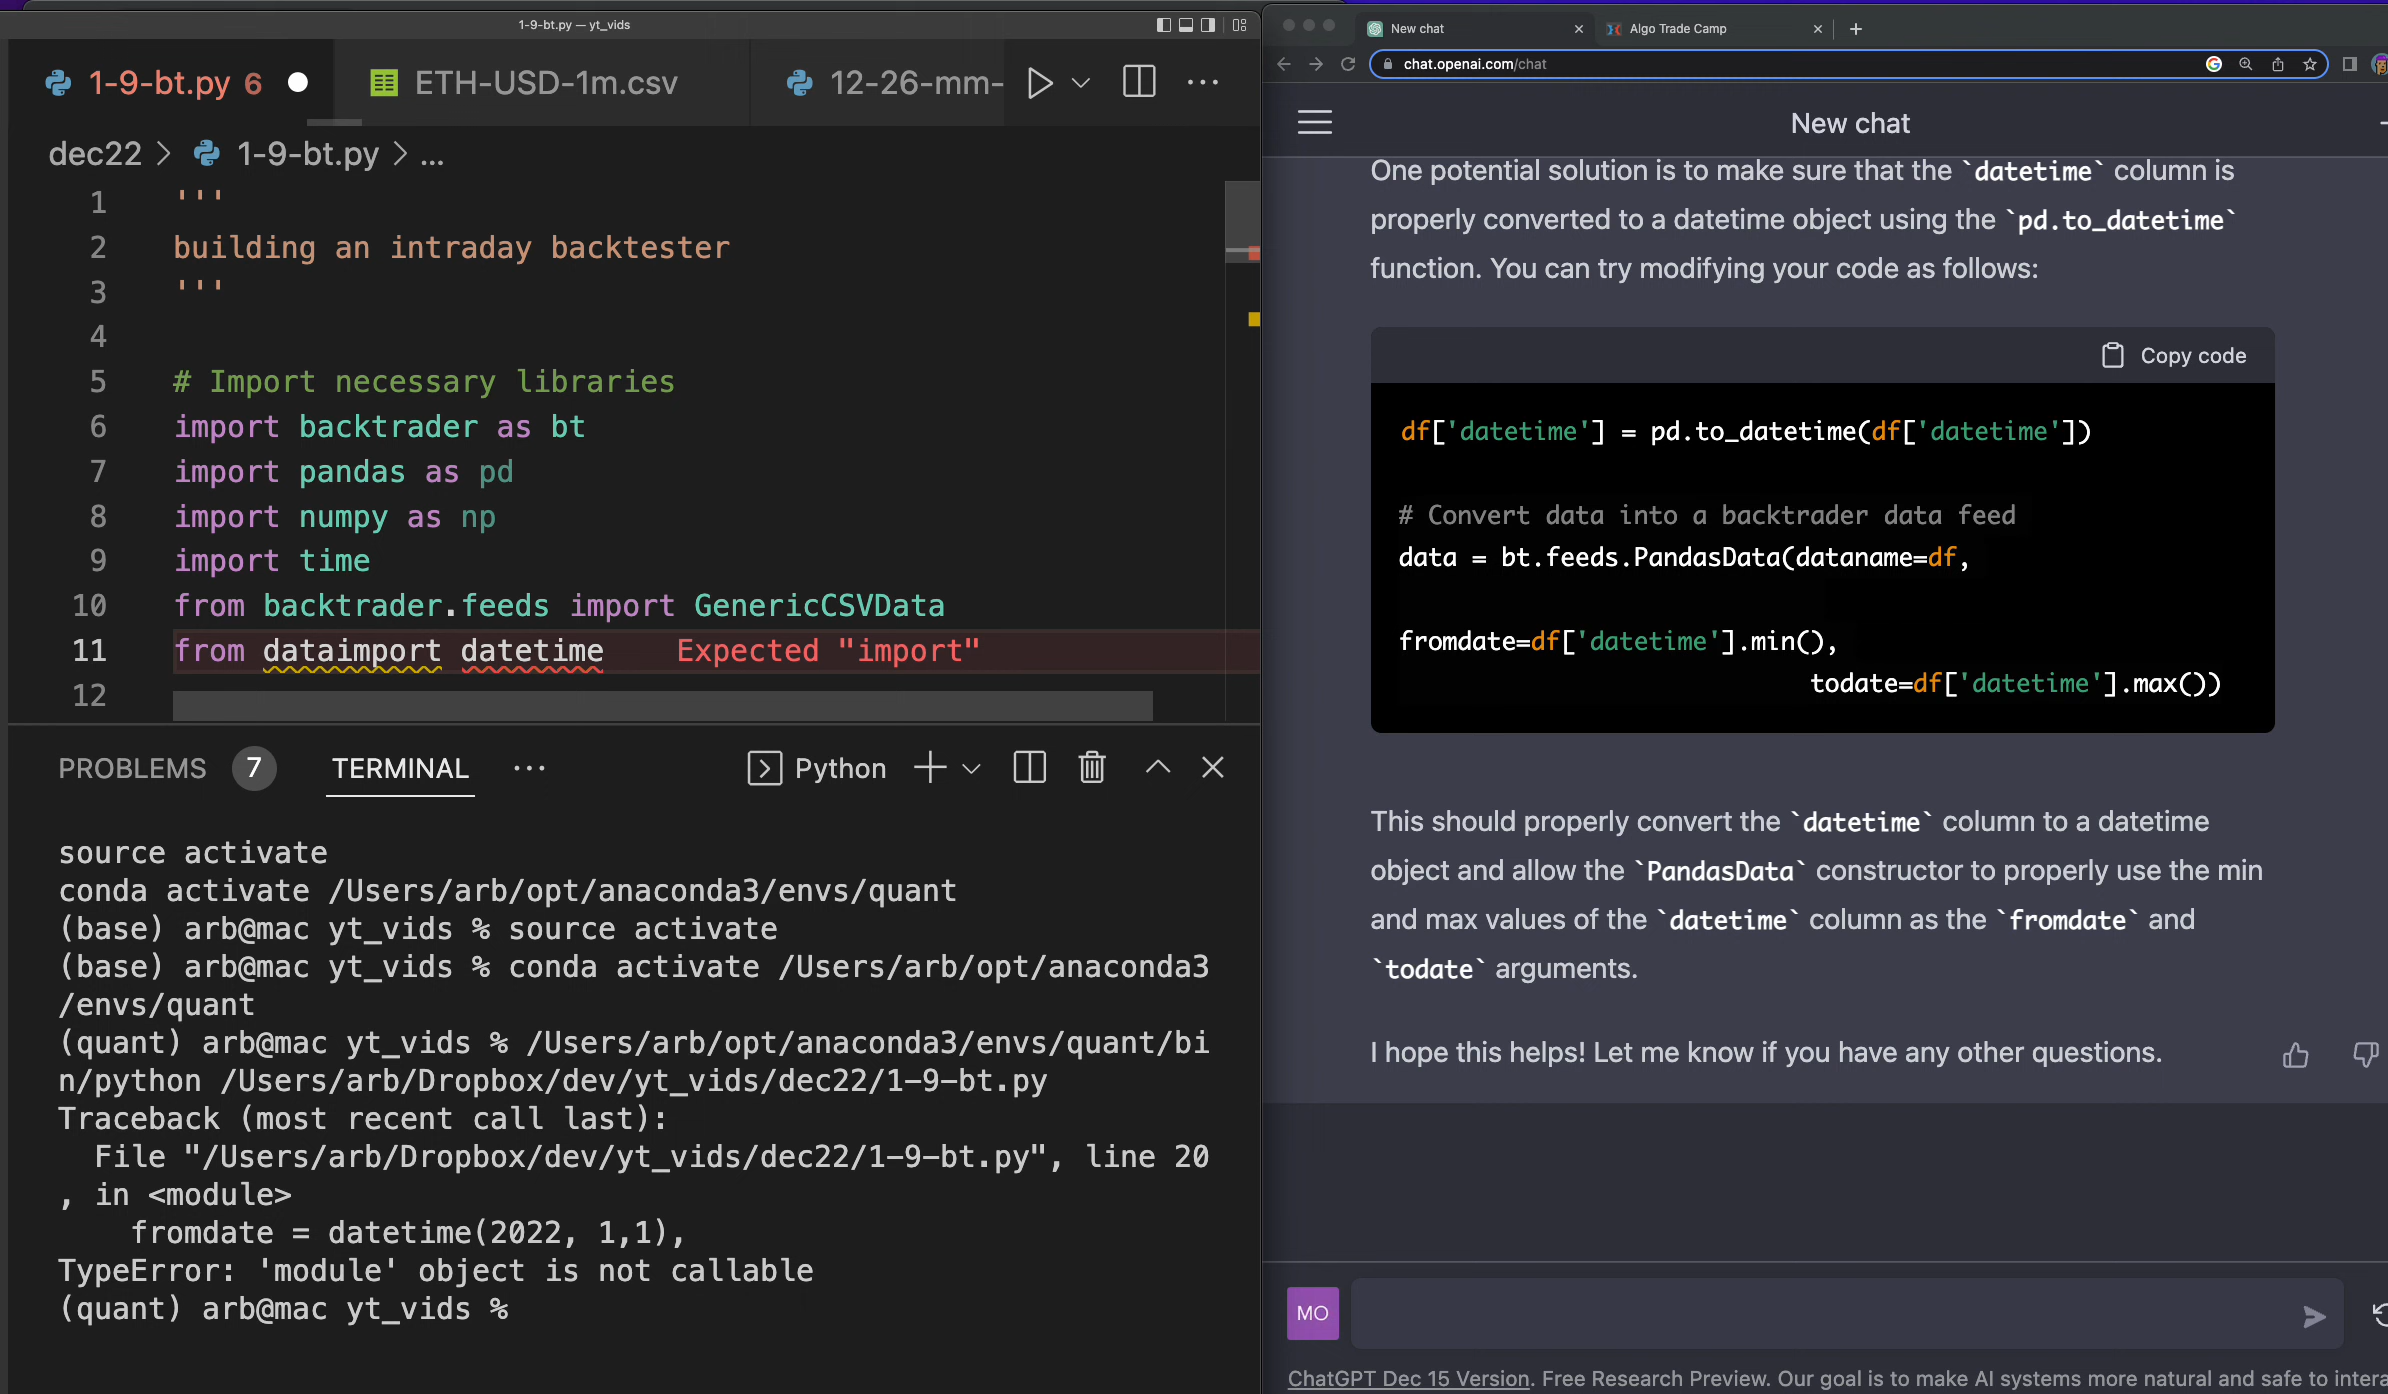 1-9-bt.py — yt_vids
1-9-bt.py 6
ETH-USD-1m.csv
12-26-mm-
dec22 > 1-9-bt.py > ...
1 '''
2 building an intraday backtester
3 '''
4
5 # Import necessary libraries
6 import backtrader as bt
7 import pandas as pd
8 import numpy as np
9 import time
10 from backtrader.feeds import GenericCSVData
11 from dataimport datetime Expected "import"
12
PROBLEMS 7 TERMINAL ... Python
source activate
conda activate /Users/arb/opt/anaconda3/envs/quant
(base) arb@mac yt_vids % source activate
(base) arb@mac yt_vids % conda activate /Users/arb/opt/anaconda3
/envs/quant
(quant) arb@mac yt_vids % /Users/arb/opt/anaconda3/envs/quant/bi
n/python /Users/arb/Dropbox/dev/yt_vids/dec22/1-9-bt.py
Traceback (most recent call last):
File "/Users/arb/Dropbox/dev/yt_vids/dec22/1-9-bt.py", line 20
, in <module>
fromdate = datetime(2022, 1,1),
TypeError: 'module' object is not callable
(quant) arb@mac yt_vids %
New chat
Algo Trade Camp
chat.openai.com/chat
New chat
One potential solution is to make sure that the `datetime` column is
properly converted to a datetime object using the `pd.to_datetime`
function. You can try modifying your code as follows:
Copy code
df['datetime'] = pd.to_datetime(df['datetime'])
# Convert data into a backtrader data feed
data = bt.feeds.PandasData(dataname=df,
fromdate=df['datetime'].min(),
todate=df['datetime'].max())
This should properly convert the `datetime` column to a datetime
object and allow the `PandasData` constructor to properly use the min
and max values of the `datetime` column as the `fromdate` and
`todate` arguments.
I hope this helps! Let me know if you have any other questions.
MO
ChatGPT Dec 15 Version. Free Research Preview. Our goal is to make AI systems more natural and safe to intera